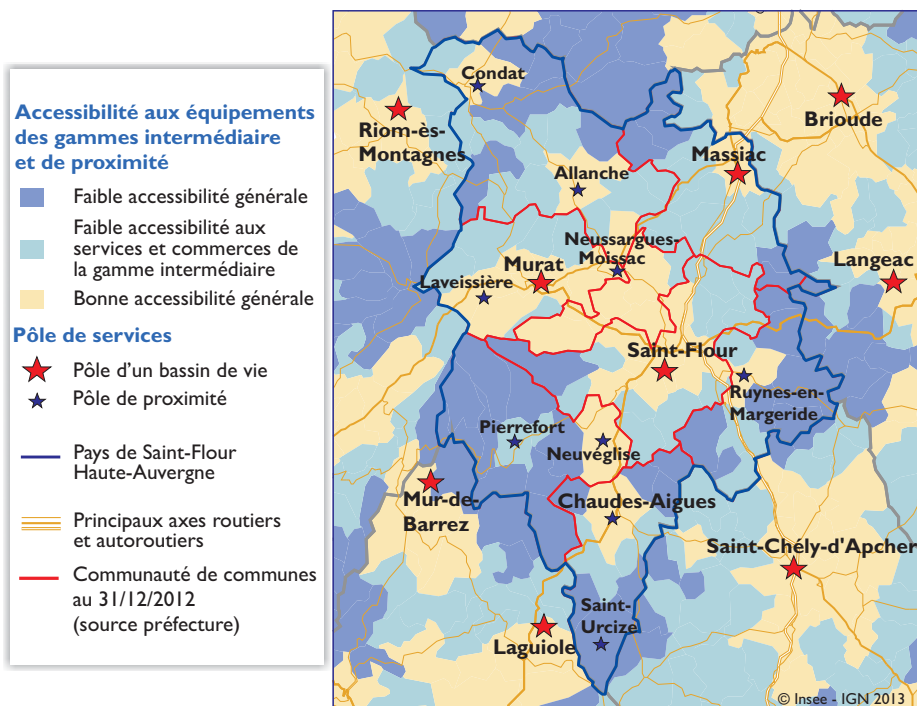 Accessibilité aux équipements
des gammes intermédiaire
et de proximité
Faible accessibilité générale
Faible accessibilité aux
services et commerces de
la gamme intermédiaire
Bonne accessibilité générale
Pôle de services
Pôle d'un bassin de vie
Pôle de proximité
Pays de Saint-Flour
Haute-Auvergne
Principaux axes routiers
et autoroutiers
Communauté de communes
au 31/12/2012
(source préfecture)
Condat
Riom-ès-
Montagnes
Brioude
Massiac
Allanche
Neussargues-
Moissac
Murat
Laveissière
Langeac
Saint-Flour
Ruynes-en-
Margeride
Pierrefort
Neuvéglise
Mur-de-
Barrez
Chaudes-Aigues
Saint-Chély-d'Apcher
Saint-
Urcize
Laguiole
© Insee - IGN 2013